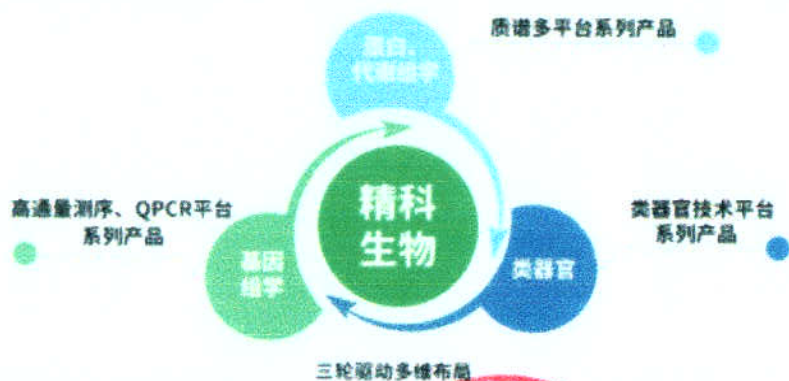 质谱多平台系列产品
蛋白、
代谢组学
高通量测序、QPCR平台
系列产品
精科
生物
类器官技术平台
系列产品
基因
组学
类器官
三轮驱动多维布局